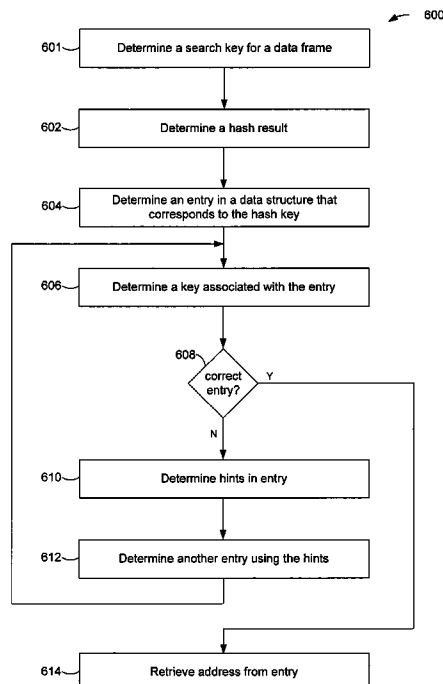 600
601
Determine a search key for a data frame
602
Determine a hash result
604
Determine an entry in a data structure that
corresponds to the hash key
606
Determine a key associated with the entry
608
correct
entry?
Y
N
610
Determine hints in entry
612
Determine another entry using the hints
614
Retrieve address from entry